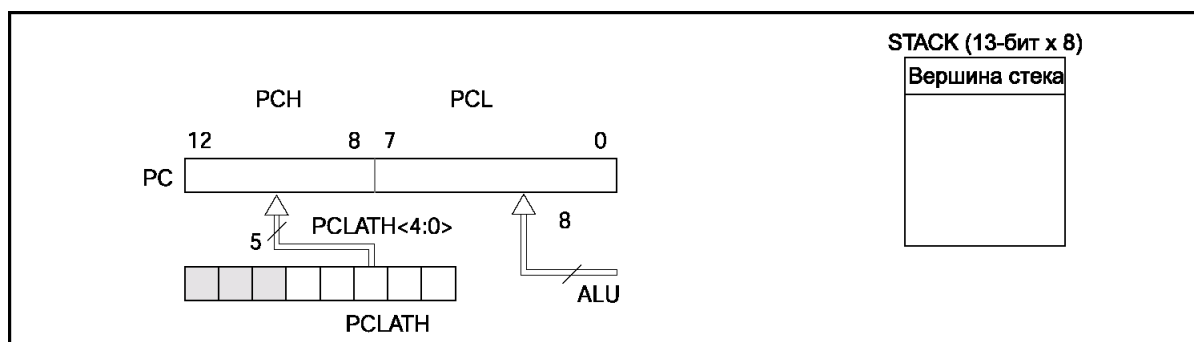 STACK (13-бит x 8)
Вершина стека
PCH PCL
12 8 7 0
PC
5 PCLATH<4:0> 8
ALU
PCLATH